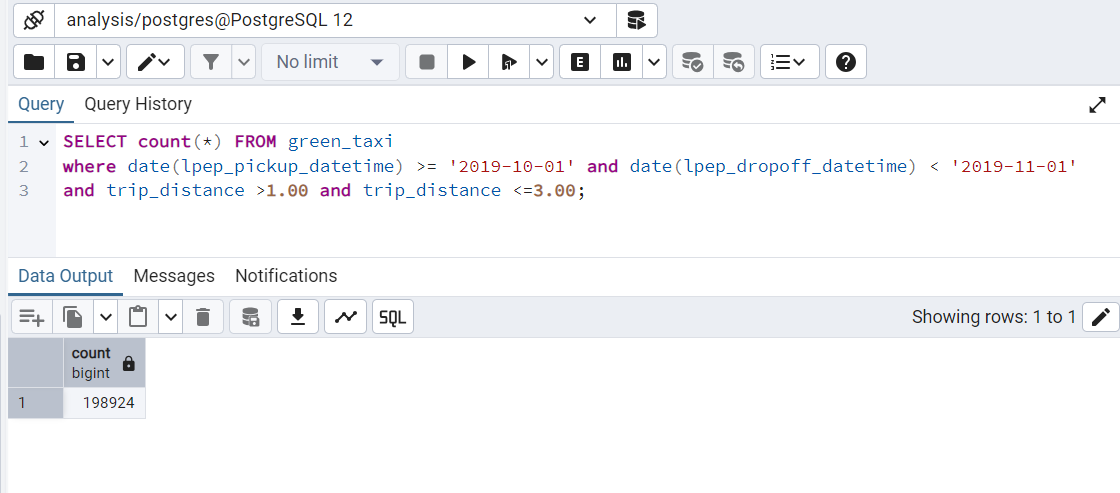 analysis/postgres@PostgreSQL 12
No limit
E
Query Query History
1 SELECT count(*) FROM green_taxi
2 where date(lpep_pickup_datetime) >= '2019-10-01' and date(lpep_dropoff_datetime) < '2019-11-01'
3 and trip_distance >1.00 and trip_distance <=3.00;
Data Output Messages Notifications
SQL Showing rows: 1 to 1
count
bigint
1 198924